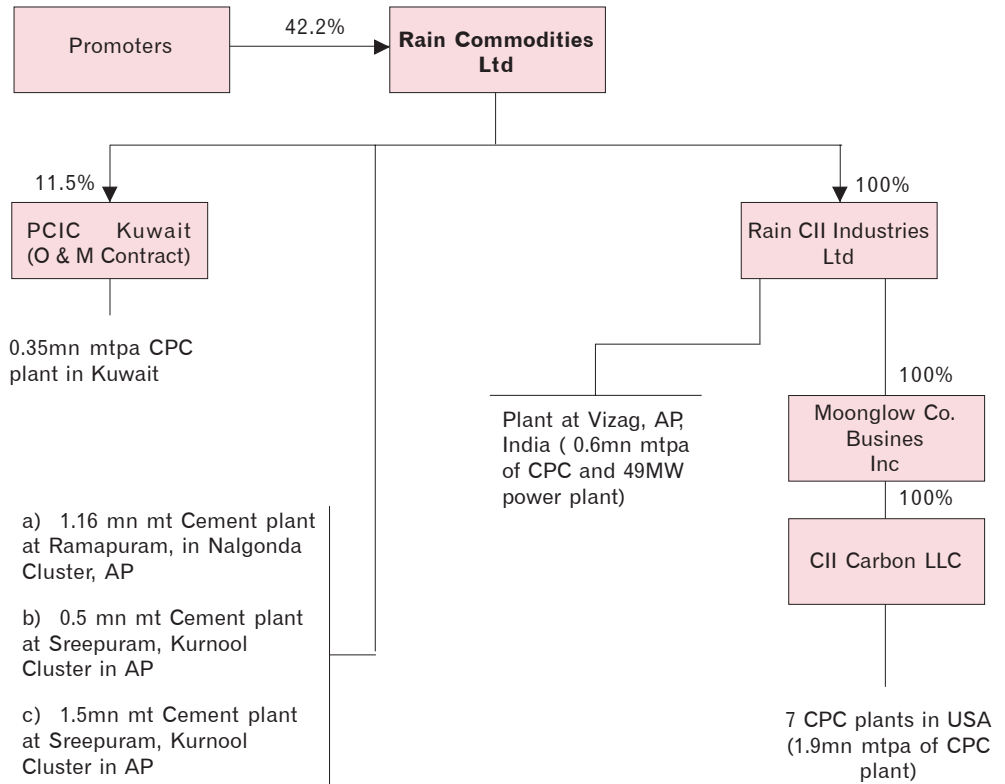 Promoters
42.2%
Rain Commodities
Ltd
11.5%
PCIC Kuwait
(O & M Contract)
0.35mn mtpa CPC
plant in Kuwait
100%
Rain CII Industries
Ltd
Plant at Vizag, AP,
India ( 0.6mn mtpa
of CPC and 49MW
power plant)
100%
Moonglow Co.
Busines
Inc
100%
CII Carbon LLC
7 CPC plants in USA
(1.9mn mtpa of CPC
plant)
a) 1.16 mn mt Cement plant
at Ramapuram, in Nalgonda
Cluster, AP
b) 0.5 mn mt Cement plant
at Sreepuram, Kurnool
Cluster in AP
c) 1.5mn mt Cement plant
at Sreepuram, Kurnool
Cluster in AP